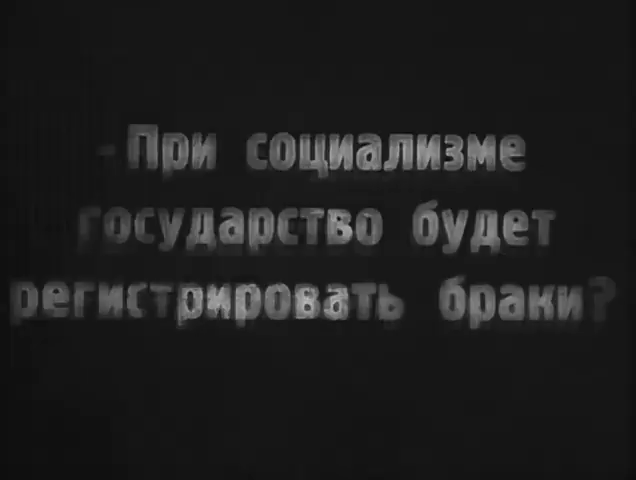 - При социализме
государство будет
регистрировать браки?